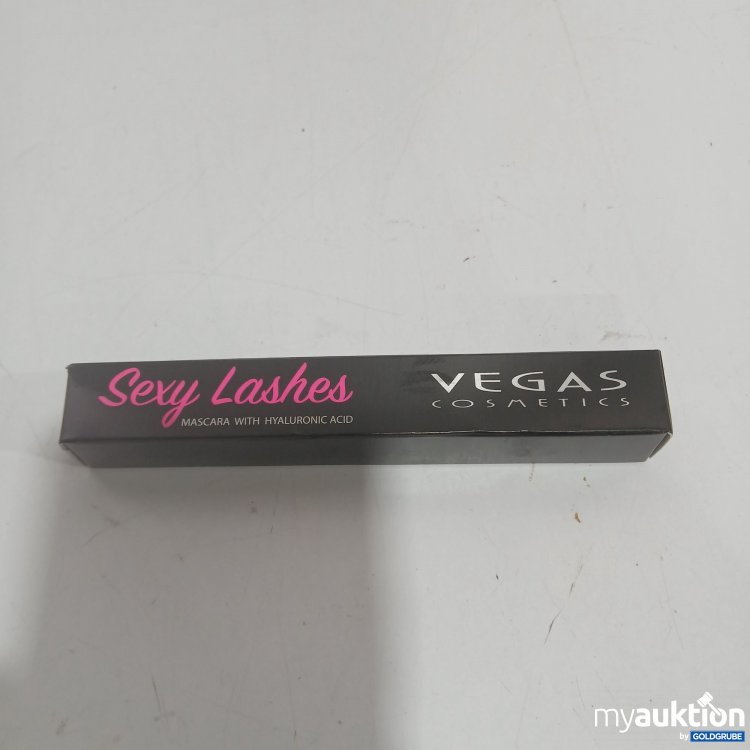 Sexy Lashes
MASCARA WITH HYALURONIC ACID
VEGAS
COSMETICS
myauktion
by GOLDGRUBE